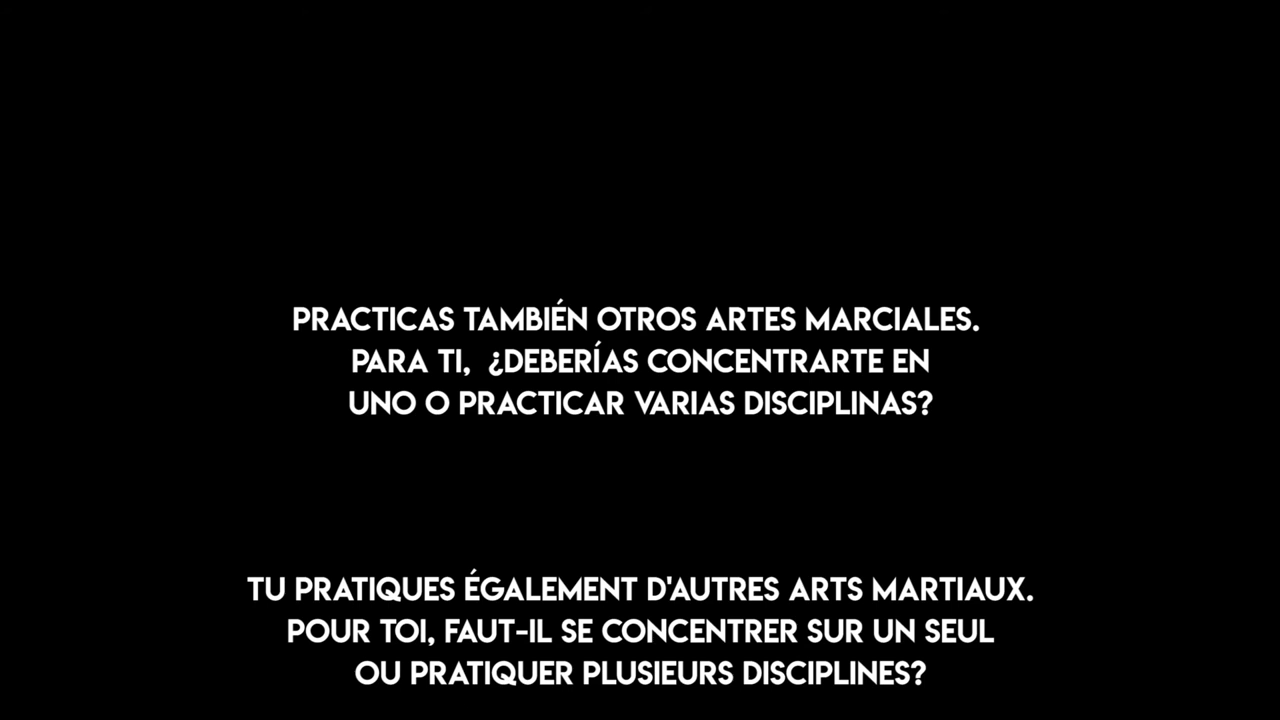 PRACTICAS TAMBIÉN OTROS ARTES MARCIALES.
PARA TI, ¿DEBERÍAS CONCENTRARTE EN
UNO O PRACTICAR VARIAS DISCIPLINAS?
TU PRATIQUES ÉGALEMENT D'AUTRES ARTS MARTIAUX.
POUR TOI, FAUT-IL SE CONCENTRER SUR UN SEUL
OU PRATIQUER PLUSIEURS DISCIPLINES?